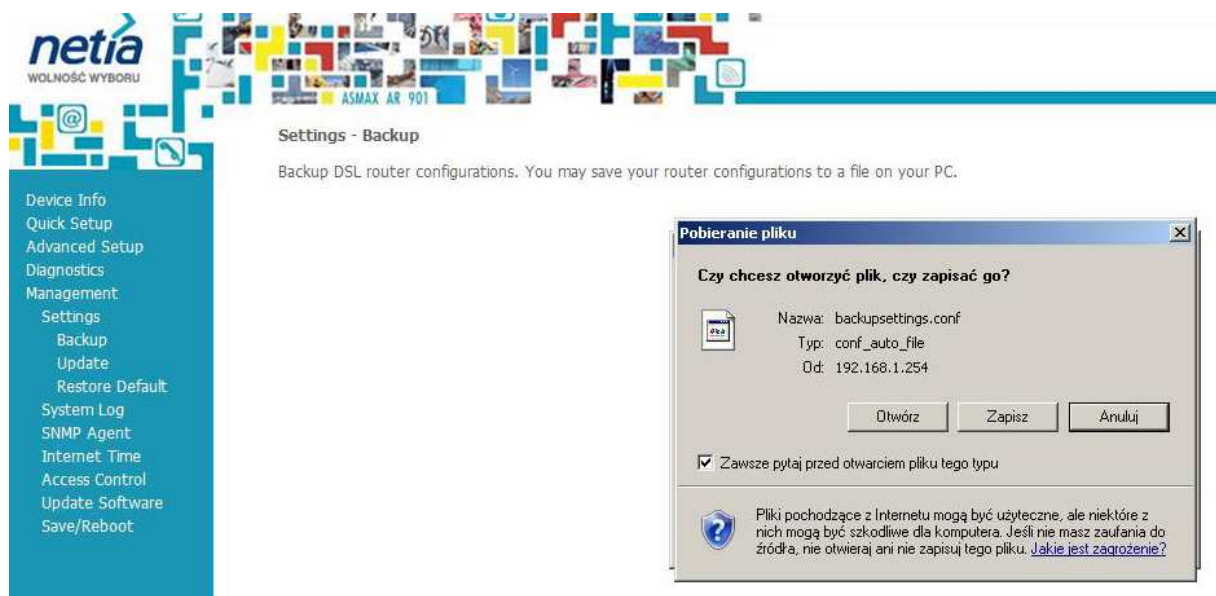 netia
WOLNOŚĆ WYBORU
ASMAX AR 901
Settings - Backup
Backup DSL router configurations. You may save your router configurations to a file on your PC.
Device Info
Quick Setup
Advanced Setup
Diagnostics
Management
Settings
Backup
Update
Restore Default
System Log
SNMP Agent
Internet Time
Access Control
Update Software
Save/Reboot
Pobieranie pliku
Czy chcesz otworzyć plik, czy zapisać go?
Nazwa: backupsettings.conf
Typ: conf_auto_file
Od: 192.168.1.254
Otwórz Zapisz Anuluj
Zawsze pytaj przed otwarciem pliku tego typu
Pliki pochodzące z Internetu mogą być użyteczne, ale niektóre z
nich mogą być szkodliwe dla komputera. Jeśli nie masz zaufania do
źródła, nie otwieraj ani nie zapisuj tego pliku. Jakie jest zagrożenie?